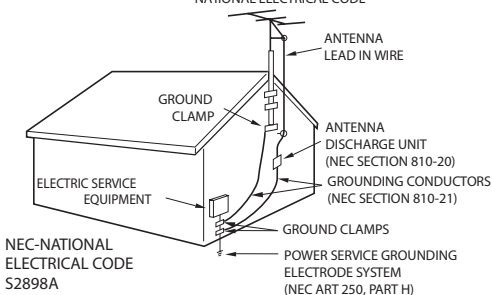 NATIONAL ELECTRICAL CODE
ANTENNA
LEAD IN WIRE
GROUND
CLAMP
ANTENNA
DISCHARGE UNIT
(NEC SECTION 810-20)
ELECTRIC SERVICE
EQUIPMENT
GROUNDING CONDUCTORS
(NEC SECTION 810-21)
GROUND CLAMPS
NEC-NATIONAL
ELECTRICAL CODE
S2898A
POWER SERVICE GROUNDING
ELECTRODE SYSTEM
(NEC ART 250, PART H)